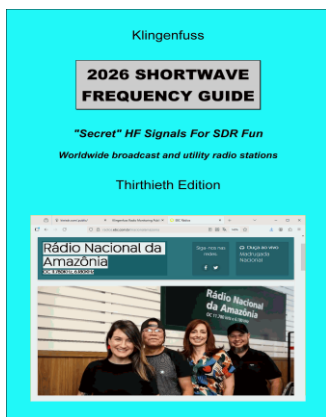 Klingenfuss
2026 SHORTWAVE
FREQUENCY GUIDE
"Secret" HF Signals For SDR Fun
Worldwide broadcast and utility radio stations
Thirthieth Edition
Rádio Nacional da
Amazônia
Siga-nos nas
redes
Ouça ao vivo
Madrugada
Nacional
Rádio Nacional
da Amazônia